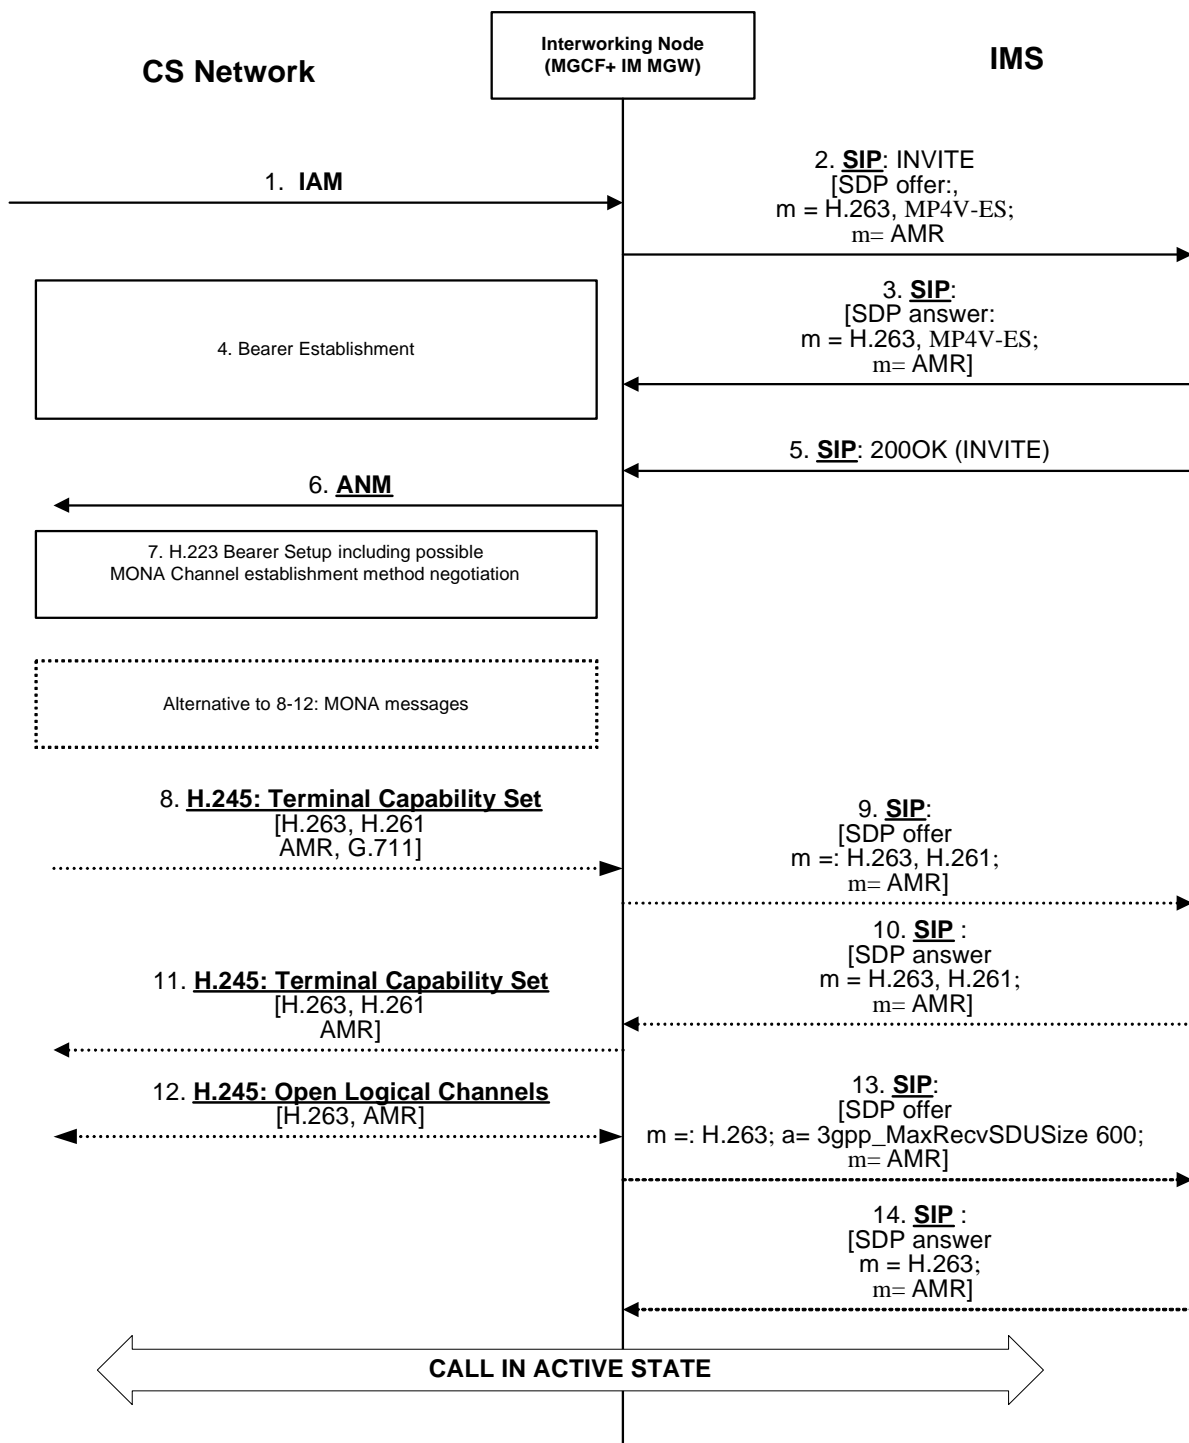 CS Network
Interworking Node
(MGCF+ IM MGW)
IMS
1. IAM
2. SIP: INVITE
[SDP offer:,
m = H.263, MP4V-ES;
m= AMR
3. SIP:
[SDP answer:
m = H.263, MP4V-ES;
m= AMR]
4. Bearer Establishment
5. SIP: 200OK (INVITE)
6. ANM
7. H.223 Bearer Setup including possible
MONA Channel establishment method negotiation
Alternative to 8-12: MONA messages
8. H.245: Terminal Capability Set
[H.263, H.261
AMR, G.711]
9. SIP:
[SDP offer
m =: H.263, H.261;
m= AMR]
10. SIP :
[SDP answer
m = H.263, H.261;
m= AMR]
11. H.245: Terminal Capability Set
[H.263, H.261
AMR]
12. H.245: Open Logical Channels
[H.263, AMR]
13. SIP:
[SDP offer
m =: H.263; a= 3gpp_MaxRecvSDUSize 600;
m= AMR]
14. SIP :
[SDP answer
m = H.263;
m= AMR]
CALL IN ACTIVE STATE